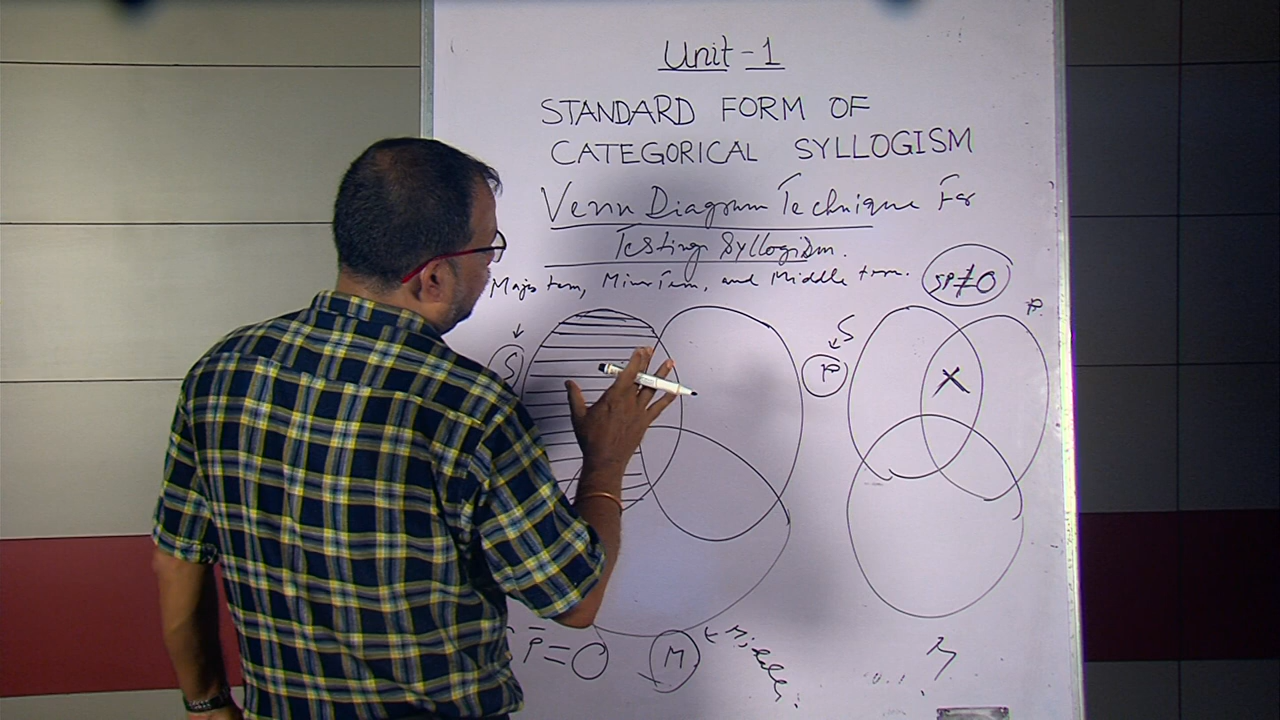 Unit-1
STANDARD FORM OF
CATEGORICAL SYLLOGISM
Venn Diagram Technique For
Testing Syllogism.
Major term, Minor Term, and Middle term.
SP≠0
S
P
S
P
X
P̄=0
M
Middle